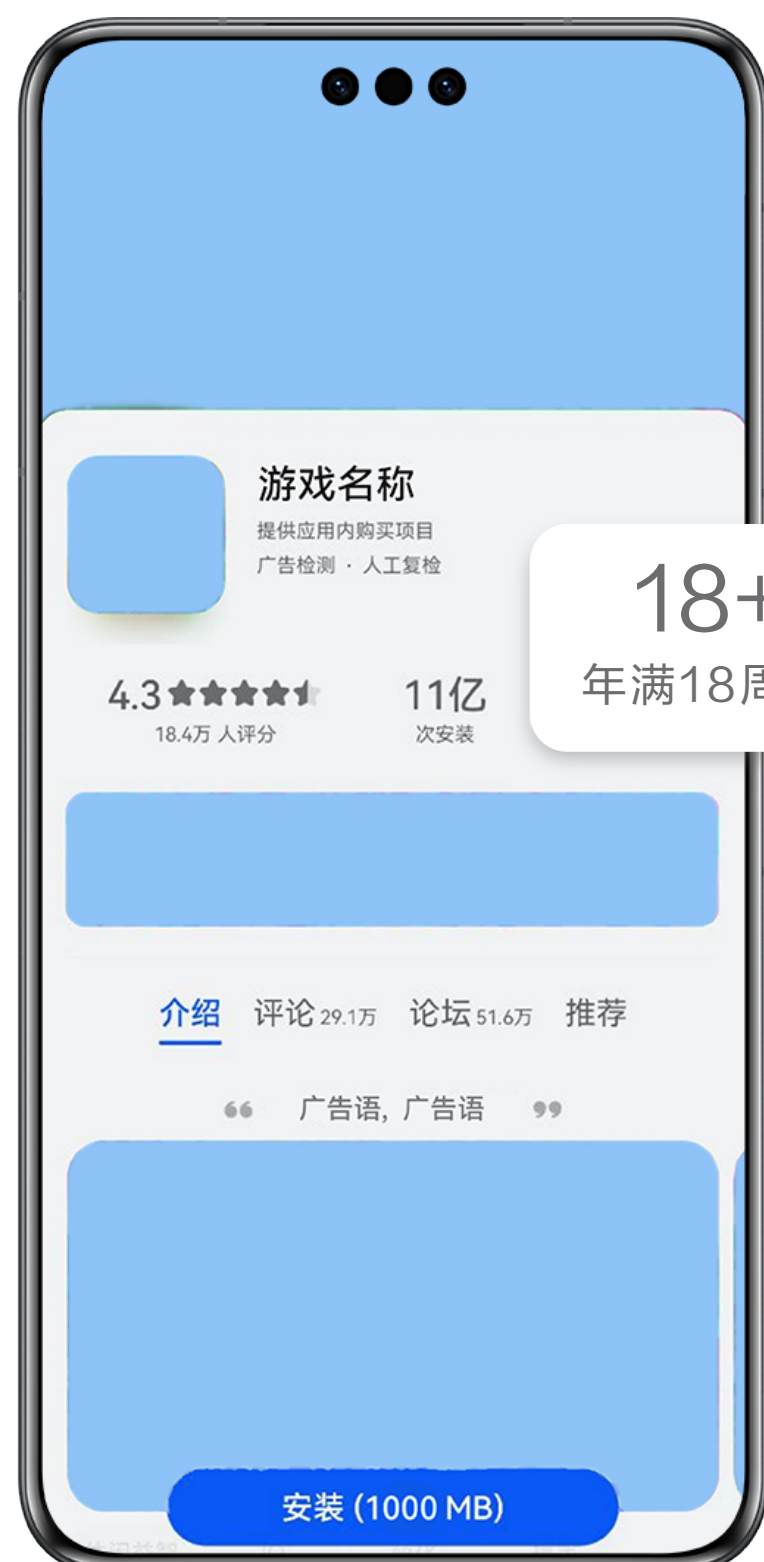 游戏名称
提供应用内购买项目
广告检测 · 人工复检
18+
年满18周
4.3
11亿
18.4万 人评分
次安装
介绍 评论 29.1万 论坛 51.6万 推荐
“ 广告语, 广告语 ”
安装 (1000 MB)